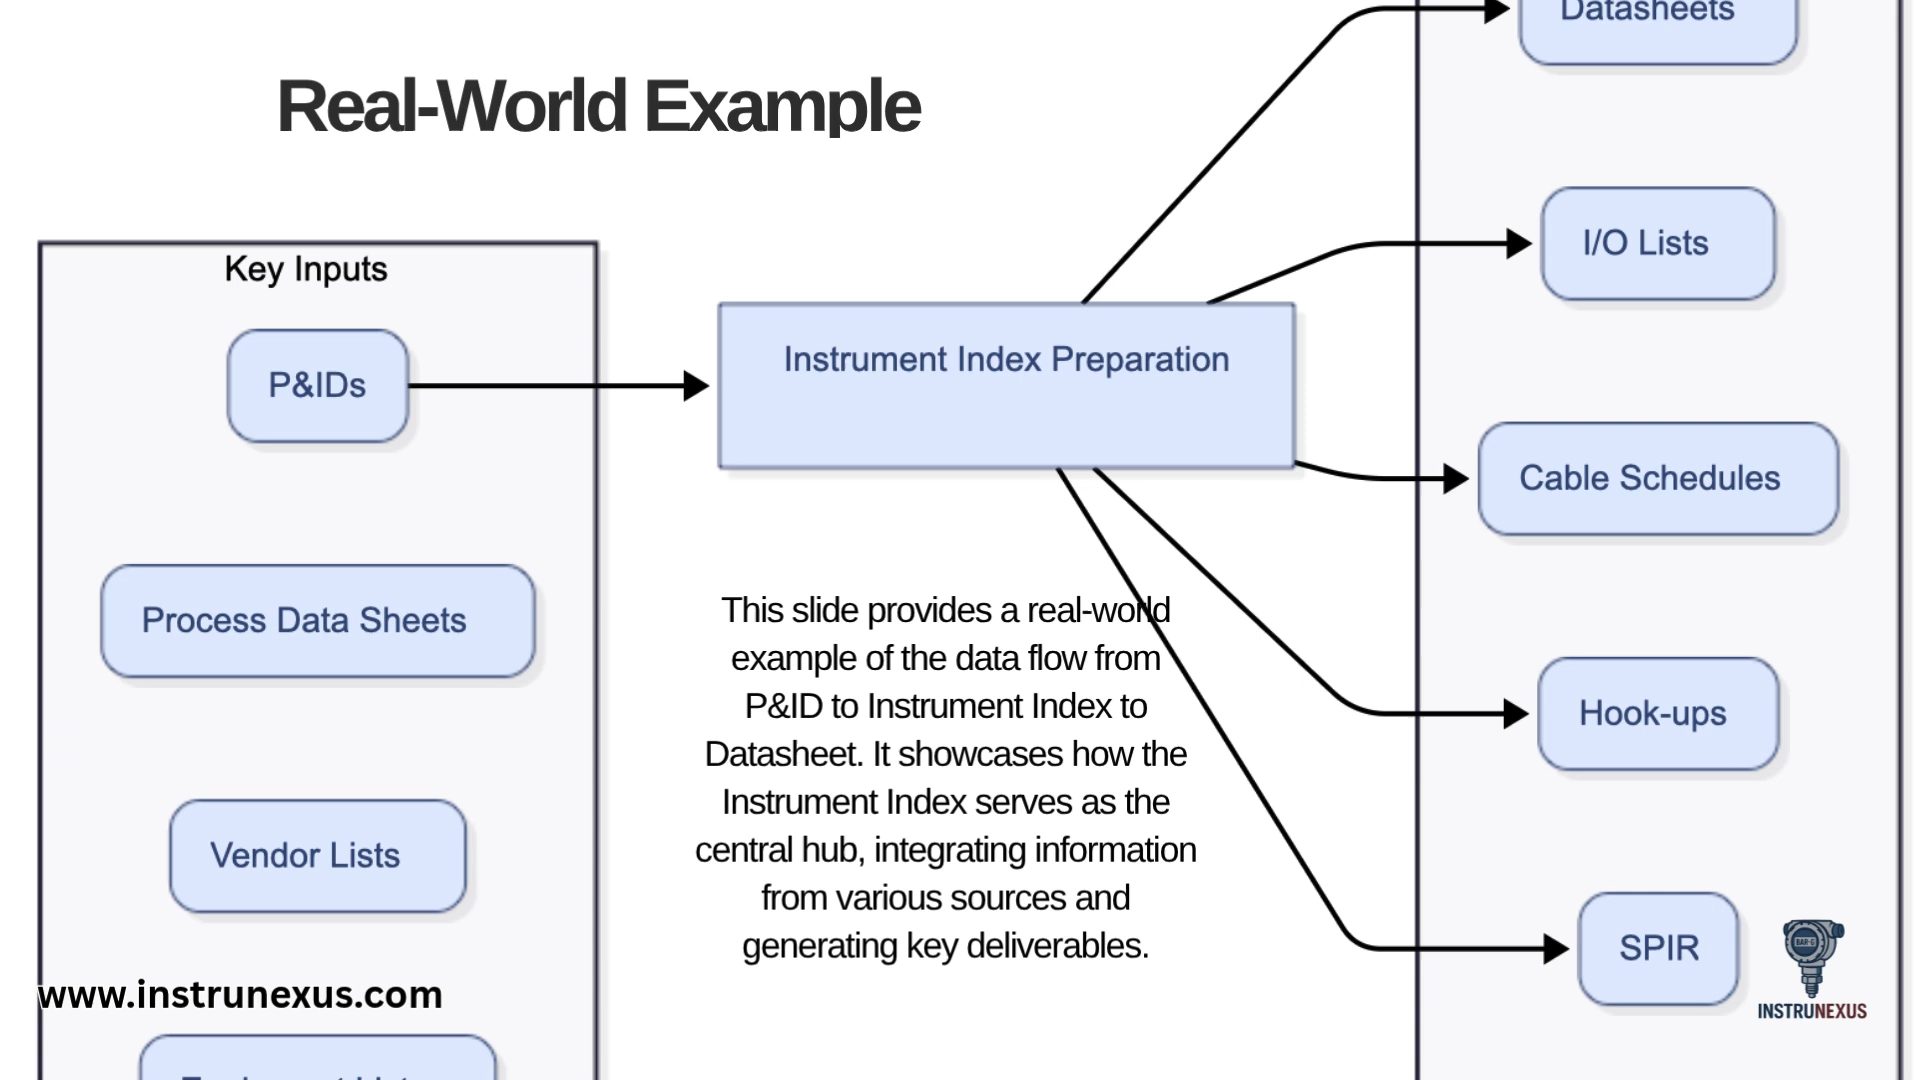 Datasheets
Real-World Example
I/O Lists
Key Inputs
P&IDs
Instrument Index Preparation
Cable Schedules
Process Data Sheets
This slide provides a real-world
example of the data flow from
P&ID to Instrument Index to
Datasheet. It showcases how the
Instrument Index serves as the
central hub, integrating information
from various sources and
generating key deliverables.
Hook-ups
Vendor Lists
SPIR
BAR-G
INSTRUNEXUS
www.instrunexus.com